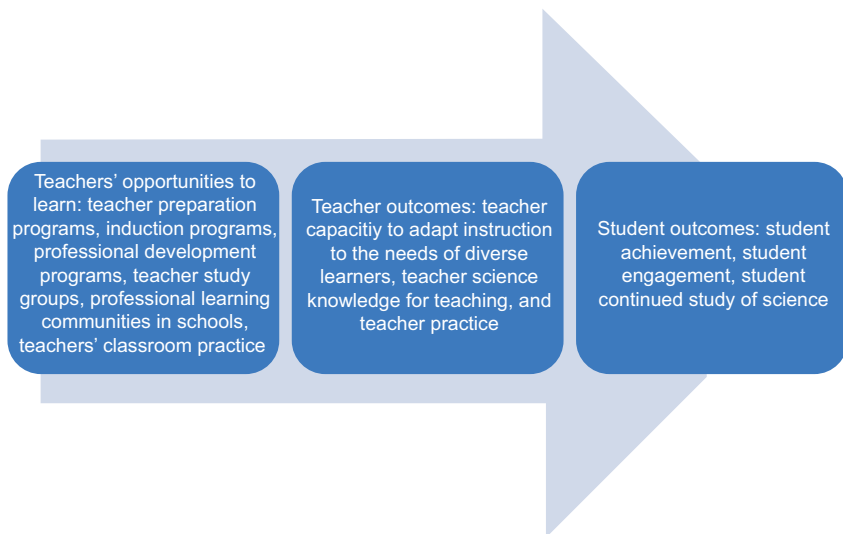 Teachers’ opportunities to
learn: teacher preparation
programs, induction programs,
professional development
programs, teacher study
groups, professional learning
communities in schools,
teachers’ classroom practice
Teacher outcomes: teacher
capacitiy to adapt instruction
to the needs of diverse
learners, teacher science
knowledge for teaching, and
teacher practice
Student outcomes: student
achievement, student
engagement, student
continued study of science